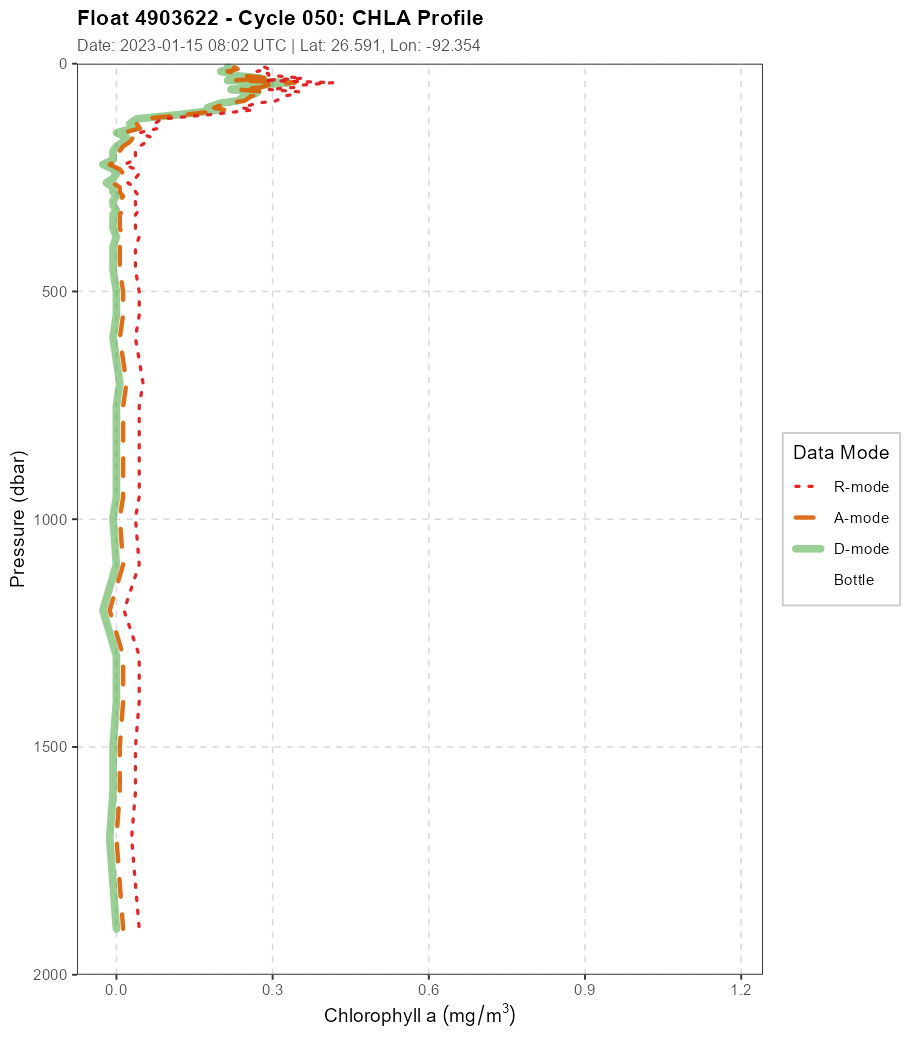 Float 4903622 - Cycle 050: CHLA Profile
Date: 2023-01-15 08:02 UTC | Lat: 26.591, Lon: -92.354
0
500
1000
1500
2000
Pressure (dbar)
0.0 0.3 0.6 0.9 1.2
Chlorophyll a (mg/m³)
Data Mode
R-mode
A-mode
D-mode
Bottle